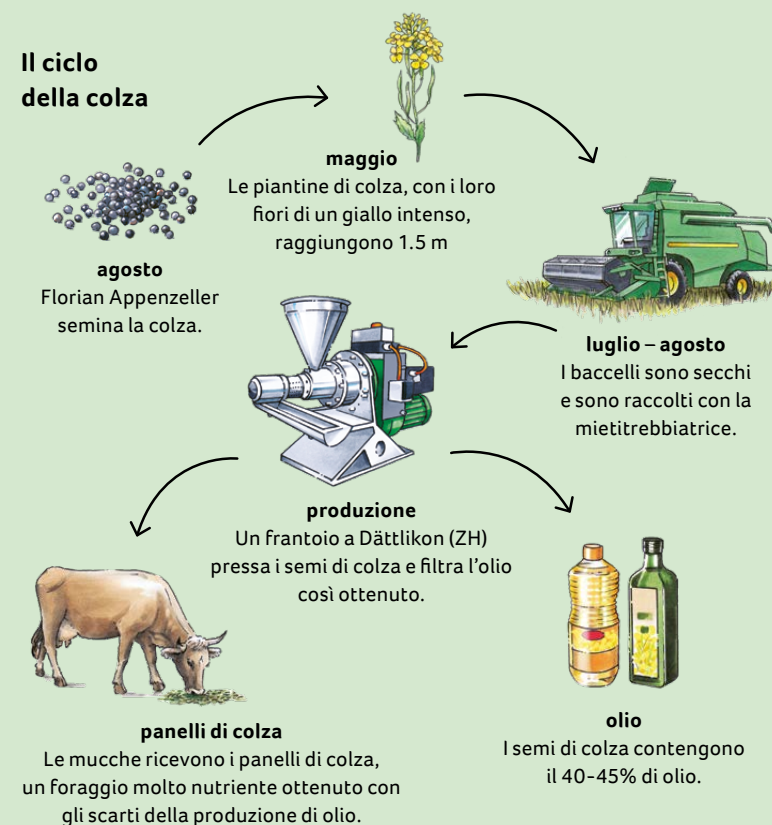 Il ciclo
della colza
agosto
Florian Appenzeller
semina la colza.
maggio
Le piantine di colza, con i loro
fiori di un giallo intenso,
raggiungono 1.5 m
luglio – agosto
I baccelli sono secchi
e sono raccolti con la
mietitrebbiatrice.
produzione
Un frantoio a Dättlikon (ZH)
pressa i semi di colza e filtra l’olio
così ottenuto.
panelli di colza
Le mucche ricevono i panelli di colza,
un foraggio molto nutriente ottenuto con
gli scarti della produzione di olio.
olio
I semi di colza contengono
il 40-45% di olio.